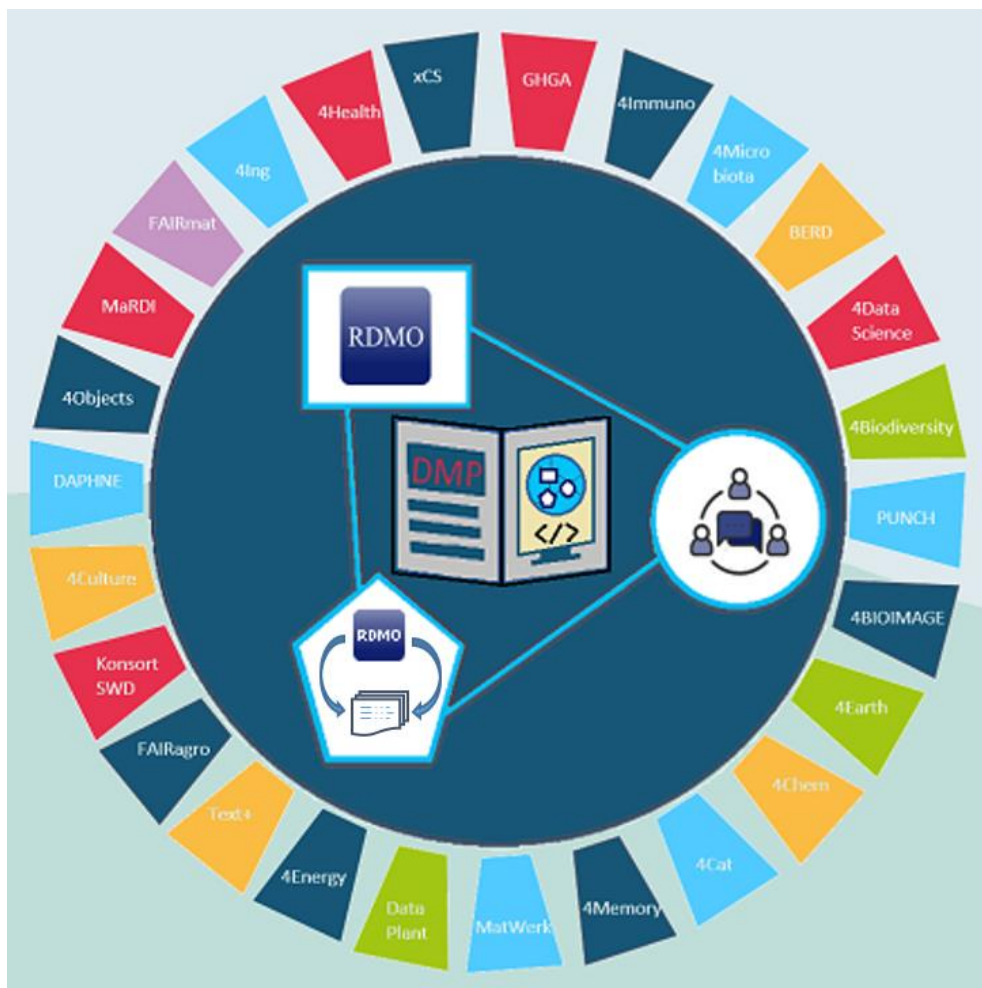 xCS
GHGA
4Immuno
4Micro
biota
BERD
4Data
Science
4Biodiversity
PUNCH
4BIOIMAGE
4Earth
4Chem
4Cat
4Memory
MatWerk
Data
Plant
4Energy
Text+
FAIRagro
Konsort
SWD
4Culture
DAPHNE
4Objects
MaRDI
FAIRmat
4Ing
4Health
RDMO
DMP
</>
RDMO